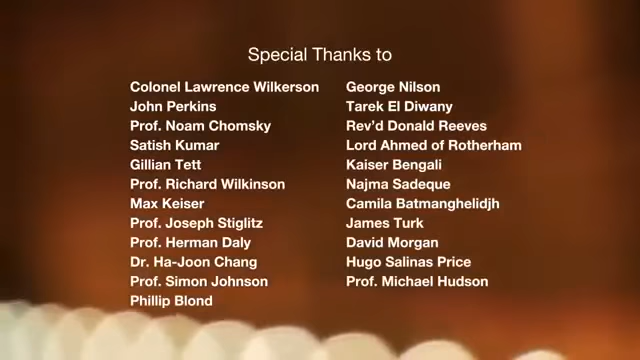 Special Thanks to
Colonel Lawrence Wilkerson
John Perkins
Prof. Noam Chomsky
Satish Kumar
Gillian Tett
Prof. Richard Wilkinson
Max Keiser
Prof. Joseph Stiglitz
Prof. Herman Daly
Dr. Ha-Joon Chang
Prof. Simon Johnson
Phillip Blond
George Nilson
Tarek El Diwany
Rev'd Donald Reeves
Lord Ahmed of Rotherham
Kaiser Bengali
Najma Sadeque
Camila Batmanghelidjh
James Turk
David Morgan
Hugo Salinas Price
Prof. Michael Hudson